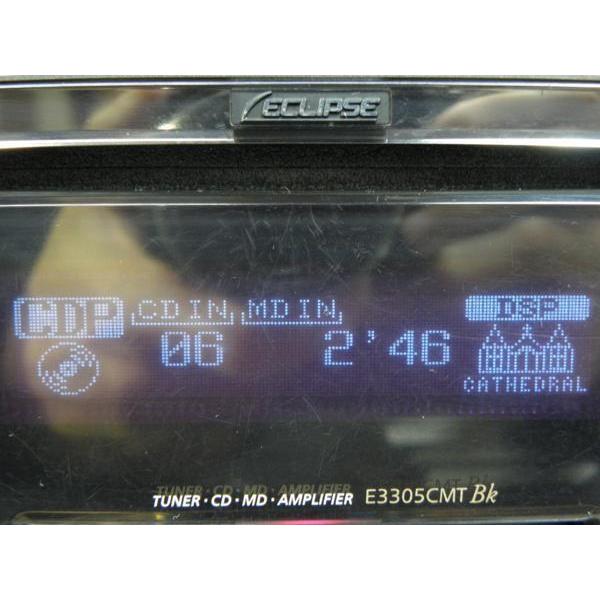 ECLIPSE
CDP CD IN MD IN DSP
06 2'46
CATHEDRAL
TUNER · CD · MD · AMPLIFIER E3305CMT Bk